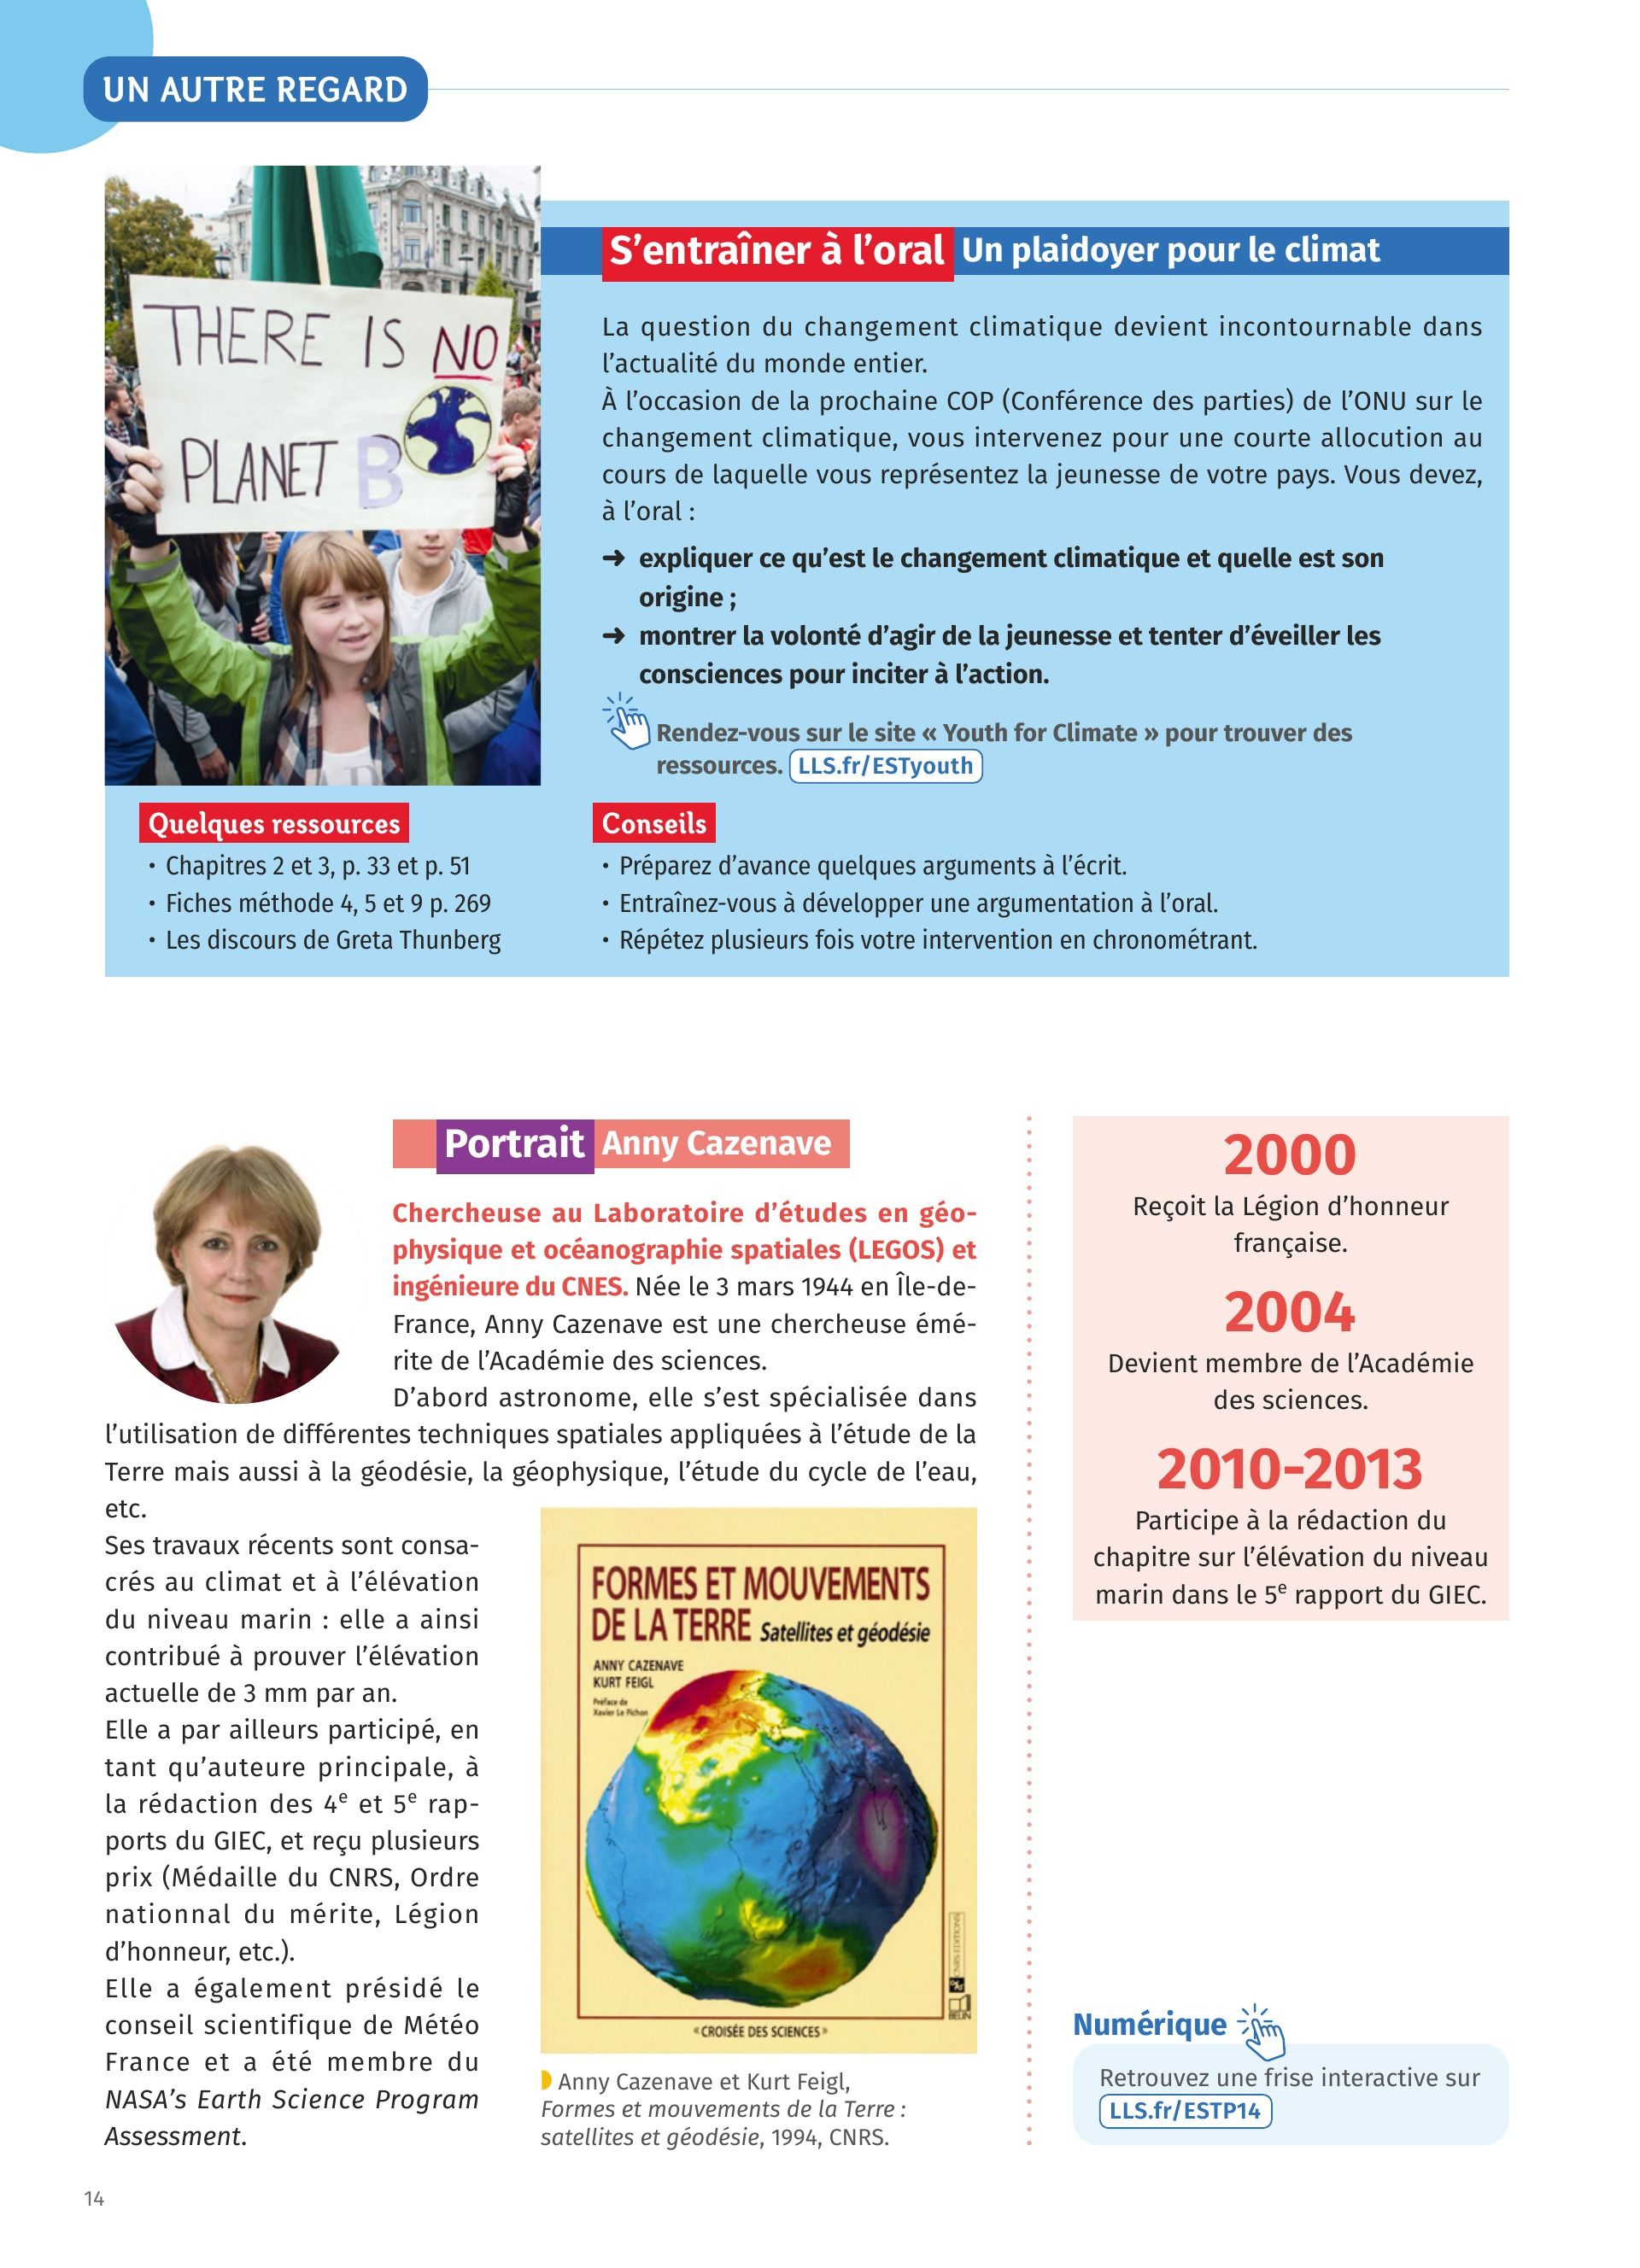 UN AUTRE REGARD
THERE IS NO
PLANET B
S'entraîner à l'oral Un plaidoyer pour le climat
La question du changement climatique devient incontournable dans
l'actualité du monde entier.
À l'occasion de la prochaine COP (Conférence des parties) de l'ONU sur le
changement climatique, vous intervenez pour une courte allocution au
cours de laquelle vous représentez la jeunesse de votre pays. Vous devez,
à l'oral :
➜ expliquer ce qu'est le changement climatique et quelle est son
origine ;
➜ montrer la volonté d'agir de la jeunesse et tenter d'éveiller les
consciences pour inciter à l'action.
Rendez-vous sur le site « Youth for Climate » pour trouver des
ressources. LLS.fr/ESTyouth
Quelques ressources
• Chapitres 2 et 3, p. 33 et p. 51
• Fiches méthode 4, 5 et 9 p. 269
• Les discours de Greta Thunberg
Conseils
• Préparez d'avance quelques arguments à l'écrit.
• Entraînez-vous à développer une argumentation à l'oral.
• Répétez plusieurs fois votre intervention en chronométrant.
Portrait Anny Cazenave
Chercheuse au Laboratoire d'études en géo-
physique et océanographie spatiales (LEGOS) et
ingénieure du CNES. Née le 3 mars 1944 en Île-de-
France, Anny Cazenave est une chercheuse émé-
rite de l'Académie des sciences.
D'abord astronome, elle s'est spécialisée dans
l'utilisation de différentes techniques spatiales appliquées à l'étude de la
Terre mais aussi à la géodésie, la géophysique, l'étude du cycle de l'eau,
etc.
Ses travaux récents sont consa-
crés au climat et à l'élévation
du niveau marin : elle a ainsi
contribué à prouver l'élévation
actuelle de 3 mm par an.
Elle a par ailleurs participé, en
tant qu'auteure principale, à
la rédaction des 4e et 5e rap-
ports du GIEC, et reçu plusieurs
prix (Médaille du CNRS, Ordre
nationnal du mérite, Légion
d'honneur, etc.).
Elle a également présidé le
conseil scientifique de Météo
France et a été membre du
NASA's Earth Science Program
Assessment.
FORMES ET MOUVEMENTS
DE LA TERRE Satellites et géodésie
ANNY CAZENAVE
KURT FEIGL
Préface de
Xavier Le Pichon
CNRS EDITIONS
BELIN
« CROISÉE DES SCIENCES »
Anny Cazenave et Kurt Feigl,
Formes et mouvements de la Terre :
satellites et géodésie, 1994, CNRS.
2000
Reçoit la Légion d'honneur
française.
2004
Devient membre de l'Académie
des sciences.
2010-2013
Participe à la rédaction du
chapitre sur l'élévation du niveau
marin dans le 5e rapport du GIEC.
Numérique
Retrouvez une frise interactive sur
LLS.fr/ESTP14
14